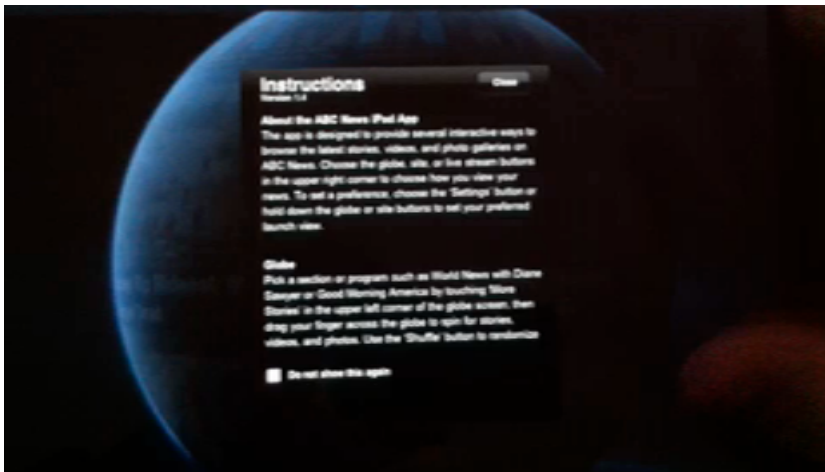 Instructions
Close
Version 1.4
About the ABC News iPad App
The app is designed to provide several interactive ways to
browse the latest stories, videos, and photo galleries on
ABC News. Choose the globe, site, or live stream buttons
in the upper right corner to choose how you view your
news. To set a preference, choose the 'Settings' button or
hold down the globe or site buttons to set your preferred
launch view.
Globe
Pick a section or program such as World News with Diane
Sawyer or Good Morning America by touching 'More
Stories' in the upper left corner of the globe screen, then
drag your finger across the globe to spin for stories,
videos, and photos. Use the 'Shuffle' button to randomize
Do not show this again